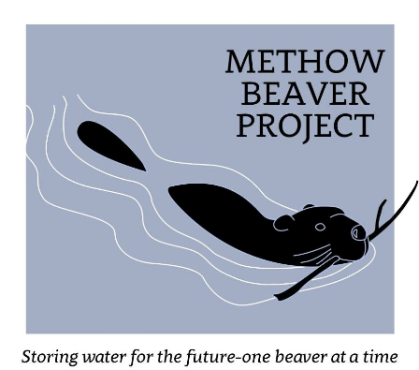 METHOW
BEAVER
PROJECT
Storing water for the future-one beaver at a time